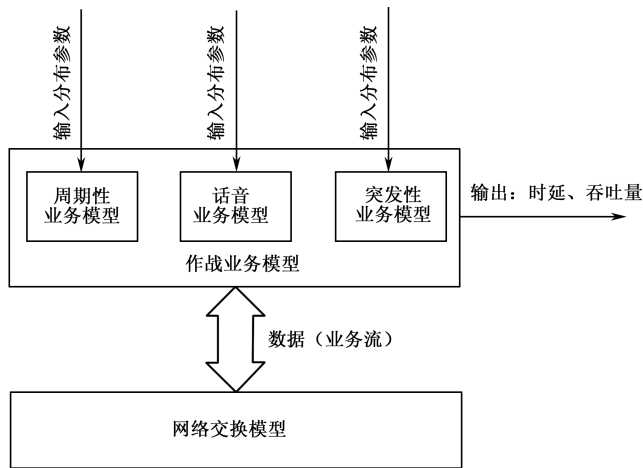 输入分布参数
输入分布参数
输入分布参数
周期性
业务模型
话音
业务模型
突发性
业务模型
输出：时延、吞吐量
作战业务模型
数据（业务流）
网络交换模型